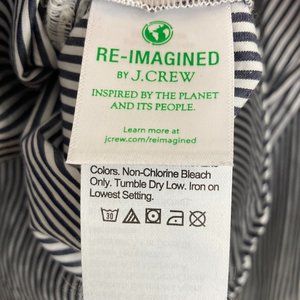 RE-IMAGINED
BY J.CREW
INSPIRED BY THE PLANET
AND ITS PEOPLE.
Learn more at
jcrew.com/reimagined
Colors. Non-Chlorine Bleach
Only. Tumble Dry Low. Iron on
Lowest Setting.
30